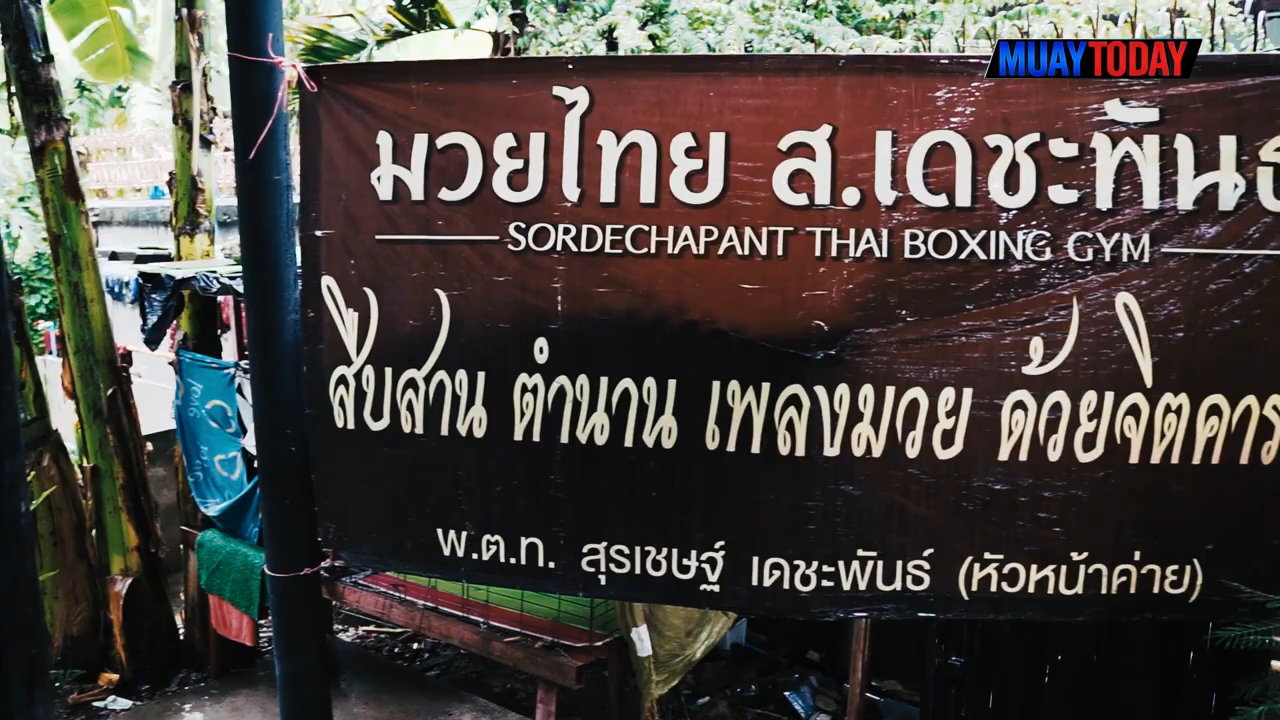 MUAYTODAY
มวยไทย ส.เดชะพันธ
SORDECHAPANT THAI BOXING GYM
สืบสาน ตำนาน เพลงมวย ด้วยจิตคาร
พ.ต.ท. สุรเชษฐ์ เดชะพันธ์ (หัวหน้าค่าย)